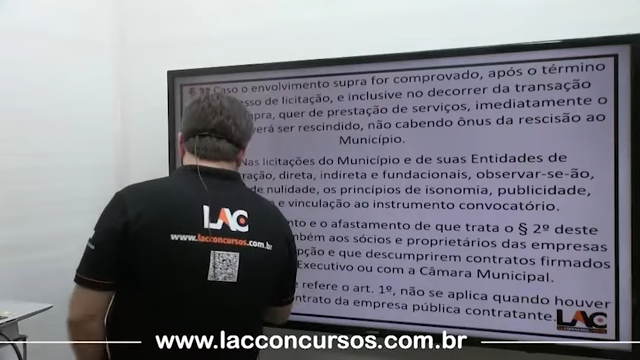 § 3º Caso o envolvimento supra for comprovado, após o término
esso de licitação, e inclusive no decorrer da transação
pra, quer de prestação de serviços, imediatamente o
verá ser rescindido, não cabendo ônus da rescisão ao
Município.
Nas licitações do Município e de suas Entidades de
ração, direta, indireta e fundacionais, observar-se-ão,
de nulidade, os princípios de isonomia, publicidade,
e vinculação ao instrumento convocatório.
nto e o afastamento de que trata o § 2º deste
mbém aos sócios e proprietários das empresas
pção e que descumprirem contratos firmados
Executivo ou com a Câmara Municipal.
refere o art. 1º, não se aplica quando houver
ntrato da empresa pública contratante.
LAC
LAC
www.lacconcursos.com.br
www.lacconcursos.com.br